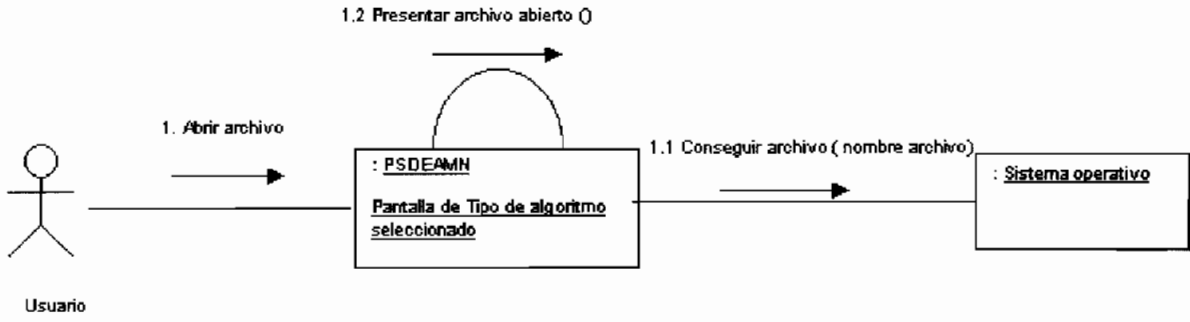 1.2 Presentar archivo abierto ()
1. Abrir archivo
1.1 Conseguir archivo ( nombre archivo)
: PSDEAMN
Pantalla de Tipo de algoritmo
seleccionado
: Sistema operativo
Usuario